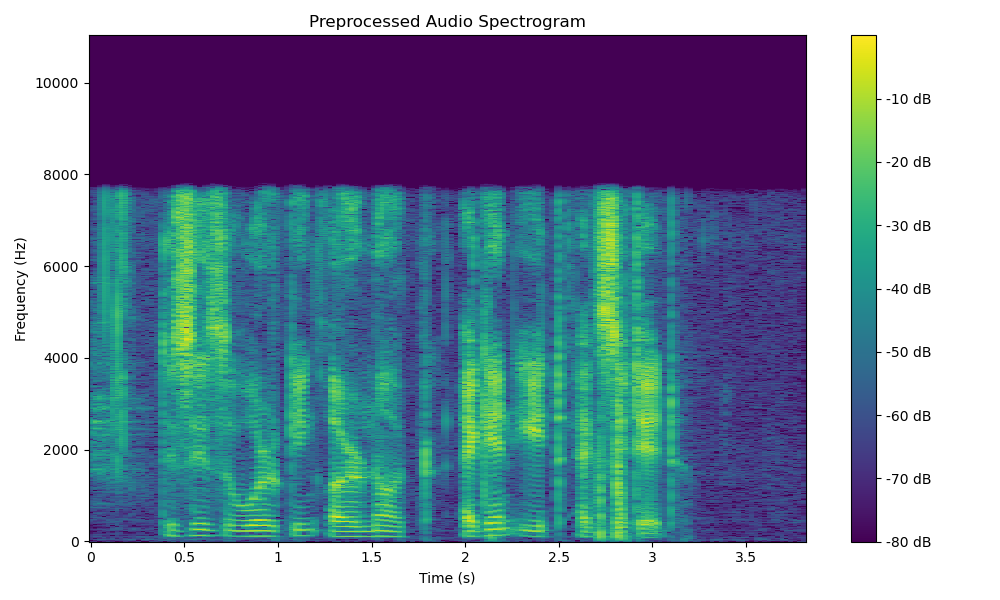 Preprocessed Audio Spectrogram
Frequency (Hz)
10000
8000
6000
4000
2000
0
0
0.5
1
1.5
2
2.5
3
3.5
Time (s)
-10 dB
-20 dB
-30 dB
-40 dB
-50 dB
-60 dB
-70 dB
-80 dB